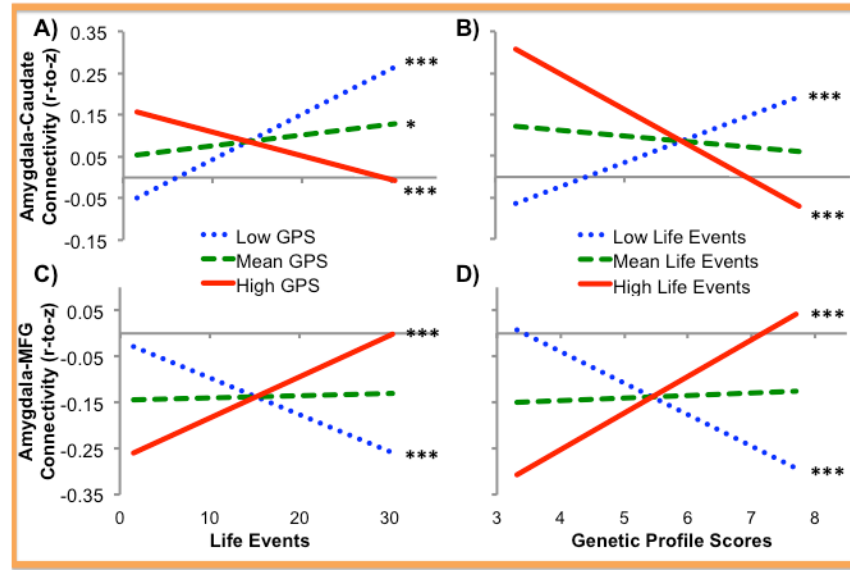 A)
B)
Amygdala-Caudate
Connectivity (r-to-z)
0.35
0.25
0.15
0.05
-0.05
-0.15
***
*
***
***
***
Low GPS
Mean GPS
High GPS
Low Life Events
Mean Life Events
High Life Events
C)
D)
Amygdala-MFG
Connectivity (r-to-z)
0.05
-0.05
-0.15
-0.25
-0.35
***
***
***
***
0 10 20 30
3 4 5 6 7 8
Life Events
Genetic Profile Scores